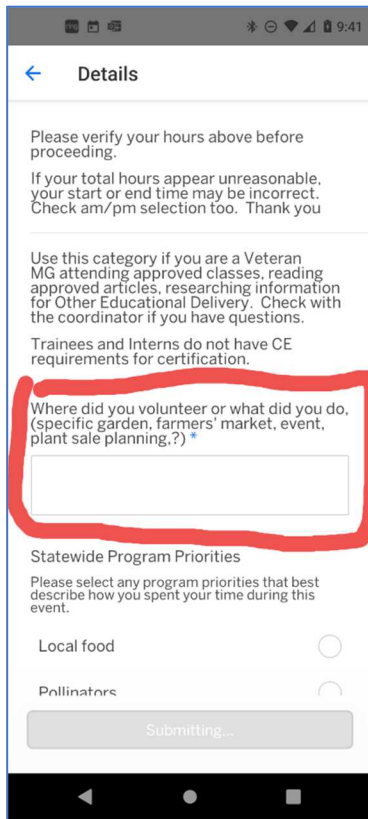 9:41
Details
Please verify your hours above before
proceeding.
If your total hours appear unreasonable,
your start or end time may be incorrect.
Check am/pm selection too. Thank you
Use this category if you are a Veteran
MG attending approved classes, reading
approved articles, researching information
for Other Educational Delivery. Check with
the coordinator if you have questions.
Trainees and Interns do not have CE
requirements for certification.
Where did you volunteer or what did you do,
(specific garden, farmers' market, event,
plant sale planning,?) *
Statewide Program Priorities
Please select any program priorities that best
describe how you spent your time during this
event.
Local food
Pollinators
Submitting...